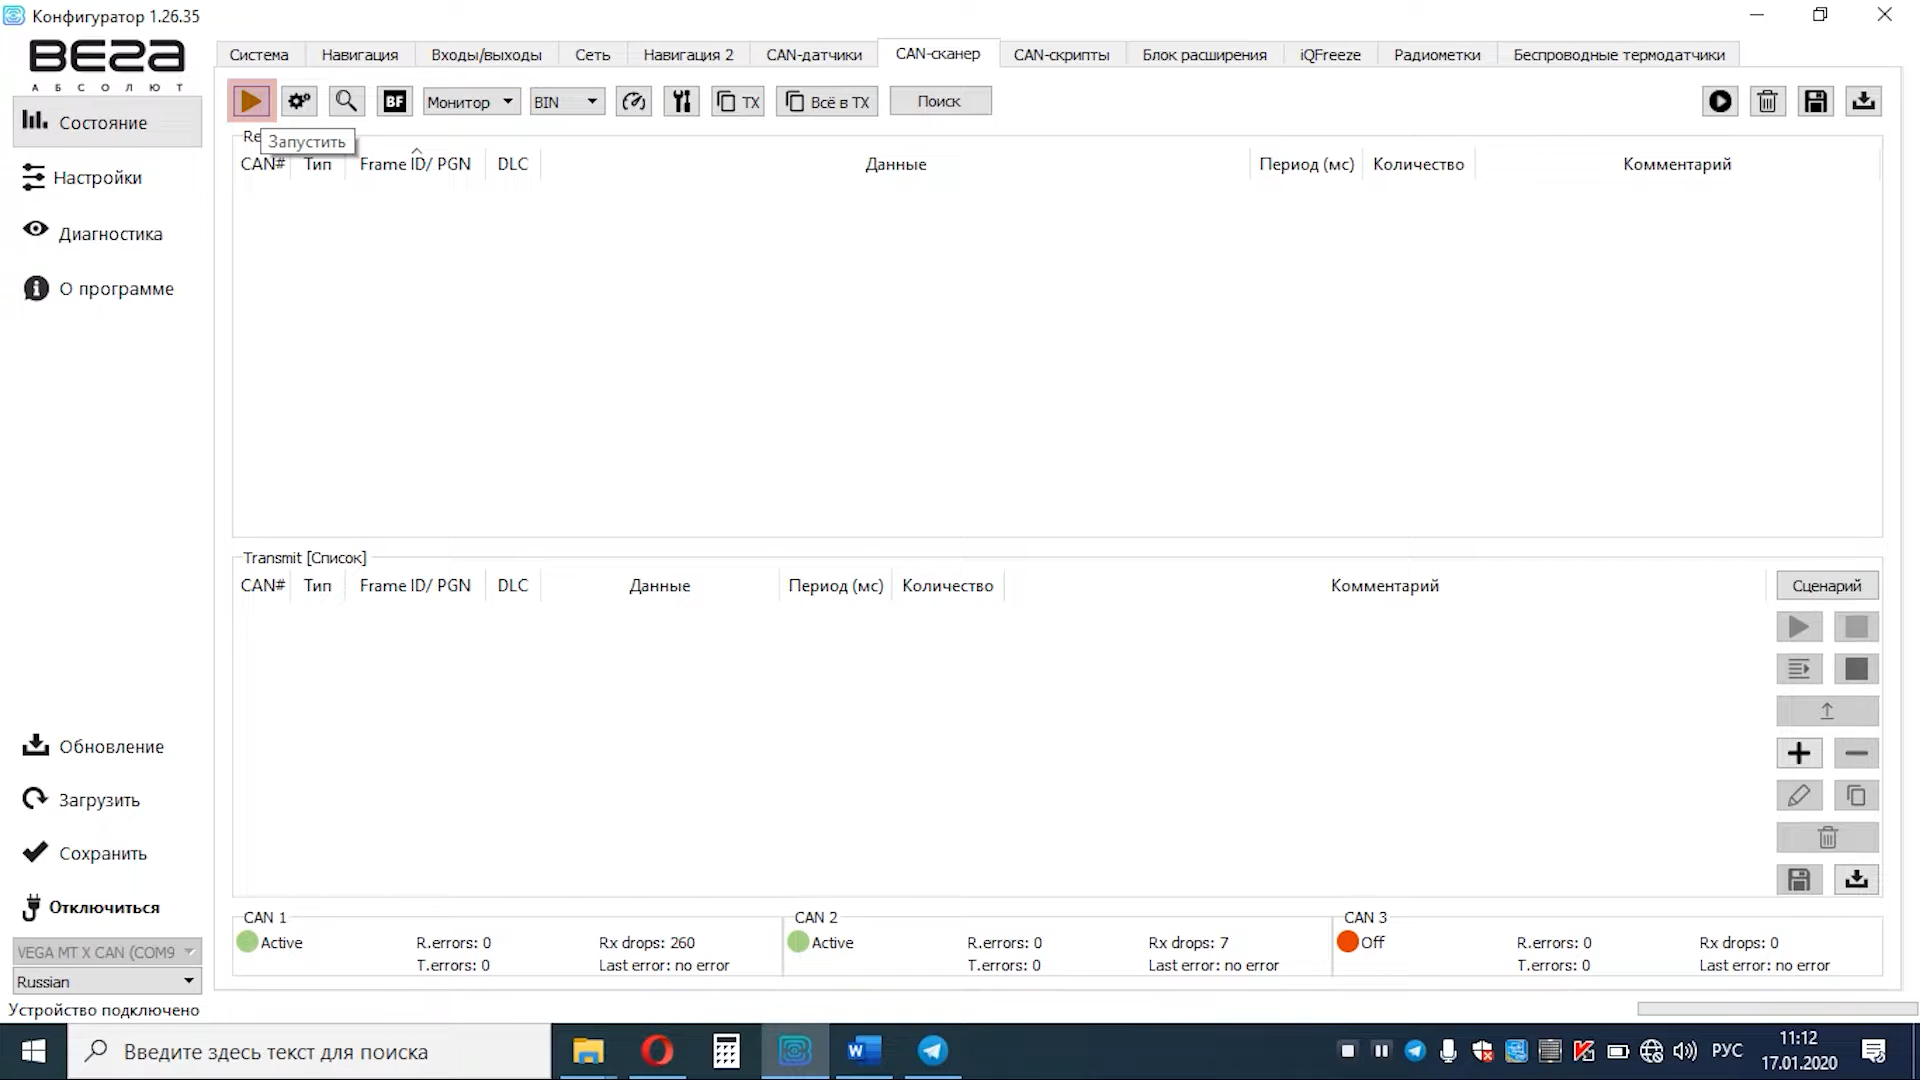 Конфигуратор 1.26.35
ВЕГА
АБСОЛЮТ
Система Навигация Входы/выходы Сеть Навигация 2 CAN-датчики CAN-сканер CAN-скрипты Блок расширения iQFreeze Радиометки Беспроводные термодатчики
BF Монитор BIN TX Всё в TX Поиск
Состояние
Настройки
Диагностика
О программе
Re
Запустить
CAN# Тип Frame ID/ PGN DLC Данные Период (мс) Количество Комментарий
Transmit [Список]
CAN# Тип Frame ID/ PGN DLC Данные Период (мс) Количество Комментарий
Сценарий
Обновление
Загрузить
Сохранить
Отключиться
VEGA MT X CAN (COM9
Russian
CAN 1
Active R.errors: 0 Rx drops: 260
T.errors: 0 Last error: no error
CAN 2
Active R.errors: 0 Rx drops: 7
T.errors: 0 Last error: no error
CAN 3
Off R.errors: 0 Rx drops: 0
T.errors: 0 Last error: no error
Устройство подключено
Введите здесь текст для поиска
РУС
11:12
17.01.2020